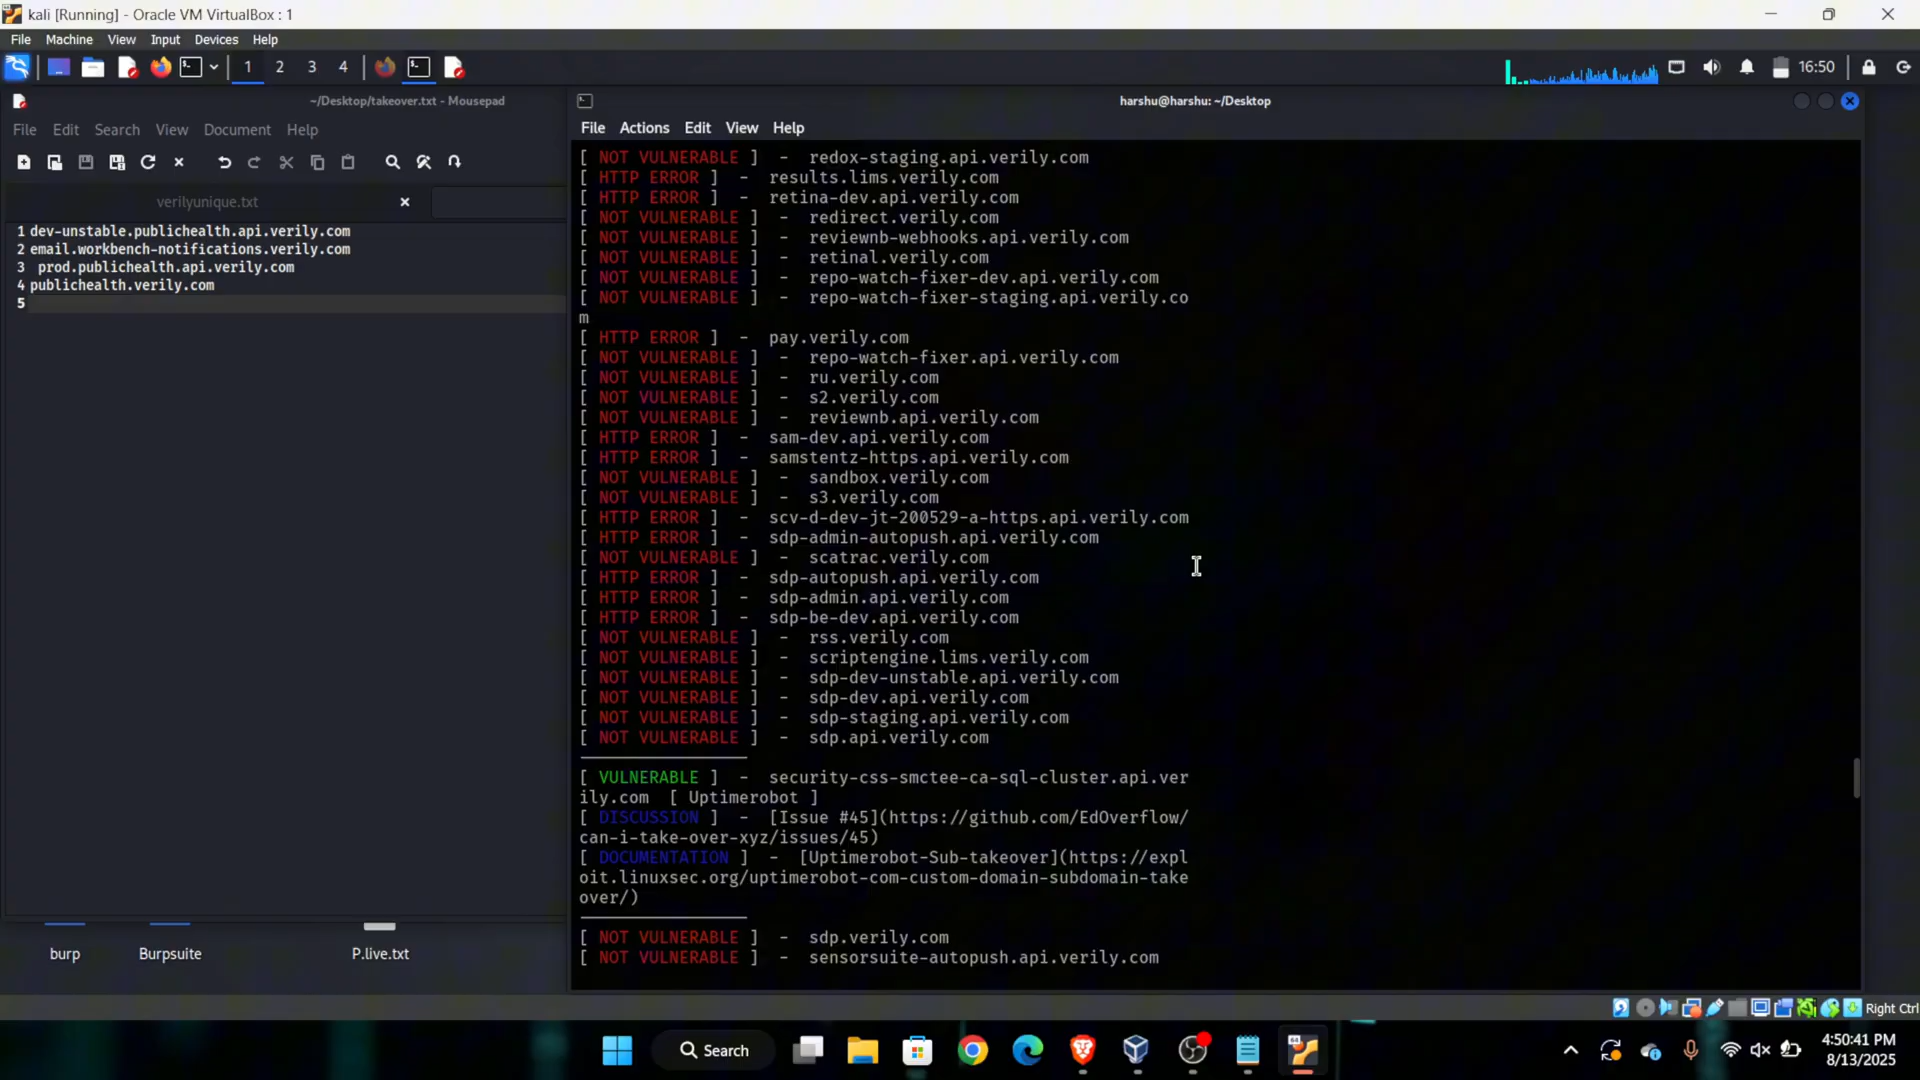 kali [Running] - Oracle VM VirtualBox : 1
File Machine View Input Devices Help
1 2 3 4
16:50
~/Desktop/takeover.txt - Mousepad
File Edit Search View Document Help
verilyunique.txt
1 dev-unstable.publichealth.api.verily.com
2 email.workbench-notifications.verily.com
3 prod.publichealth.api.verily.com
4 publichealth.verily.com
5
burp
Burpsuite
P.live.txt
harshu@harshu: ~/Desktop
File Actions Edit View Help
[ NOT VULNERABLE ] - redox-staging.api.verily.com
[ HTTP ERROR ] - results.lims.verily.com
[ HTTP ERROR ] - retina-dev.api.verily.com
[ NOT VULNERABLE ] - redirect.verily.com
[ NOT VULNERABLE ] - reviewnb-webhooks.api.verily.com
[ NOT VULNERABLE ] - retinal.verily.com
[ NOT VULNERABLE ] - repo-watch-fixer-dev.api.verily.com
[ NOT VULNERABLE ] - repo-watch-fixer-staging.api.verily.co
m
[ HTTP ERROR ] - pay.verily.com
[ NOT VULNERABLE ] - repo-watch-fixer.api.verily.com
[ NOT VULNERABLE ] - ru.verily.com
[ NOT VULNERABLE ] - s2.verily.com
[ NOT VULNERABLE ] - reviewnb.api.verily.com
[ HTTP ERROR ] - sam-dev.api.verily.com
[ HTTP ERROR ] - samstentz-https.api.verily.com
[ NOT VULNERABLE ] - sandbox.verily.com
[ NOT VULNERABLE ] - s3.verily.com
[ HTTP ERROR ] - scv-d-dev-jt-200529-a-https.api.verily.com
[ HTTP ERROR ] - sdp-admin-autopush.api.verily.com
[ NOT VULNERABLE ] - scatrac.verily.com
[ HTTP ERROR ] - sdp-autopush.api.verily.com
[ HTTP ERROR ] - sdp-admin.api.verily.com
[ HTTP ERROR ] - sdp-be-dev.api.verily.com
[ NOT VULNERABLE ] - rss.verily.com
[ NOT VULNERABLE ] - scriptengine.lims.verily.com
[ NOT VULNERABLE ] - sdp-dev-unstable.api.verily.com
[ NOT VULNERABLE ] - sdp-dev.api.verily.com
[ NOT VULNERABLE ] - sdp-staging.api.verily.com
[ NOT VULNERABLE ] - sdp.api.verily.com
[ VULNERABLE ] - security-css-smctee-ca-sql-cluster.api.ver
ily.com [ Uptimerobot ]
[ DISCUSSION ] - [Issue #45](https://github.com/EdOverflow/
can-i-take-over-xyz/issues/45)
[ DOCUMENTATION ] - [Uptimerobot-Sub-takeover](https://expl
oit.linuxsec.org/uptimerobot-com-custom-domain-subdomain-take
over/)
[ NOT VULNERABLE ] - sdp.verily.com
[ NOT VULNERABLE ] - sensorsuite-autopush.api.verily.com
Right Ctrl
Search
4:50:41 PM
8/13/2025